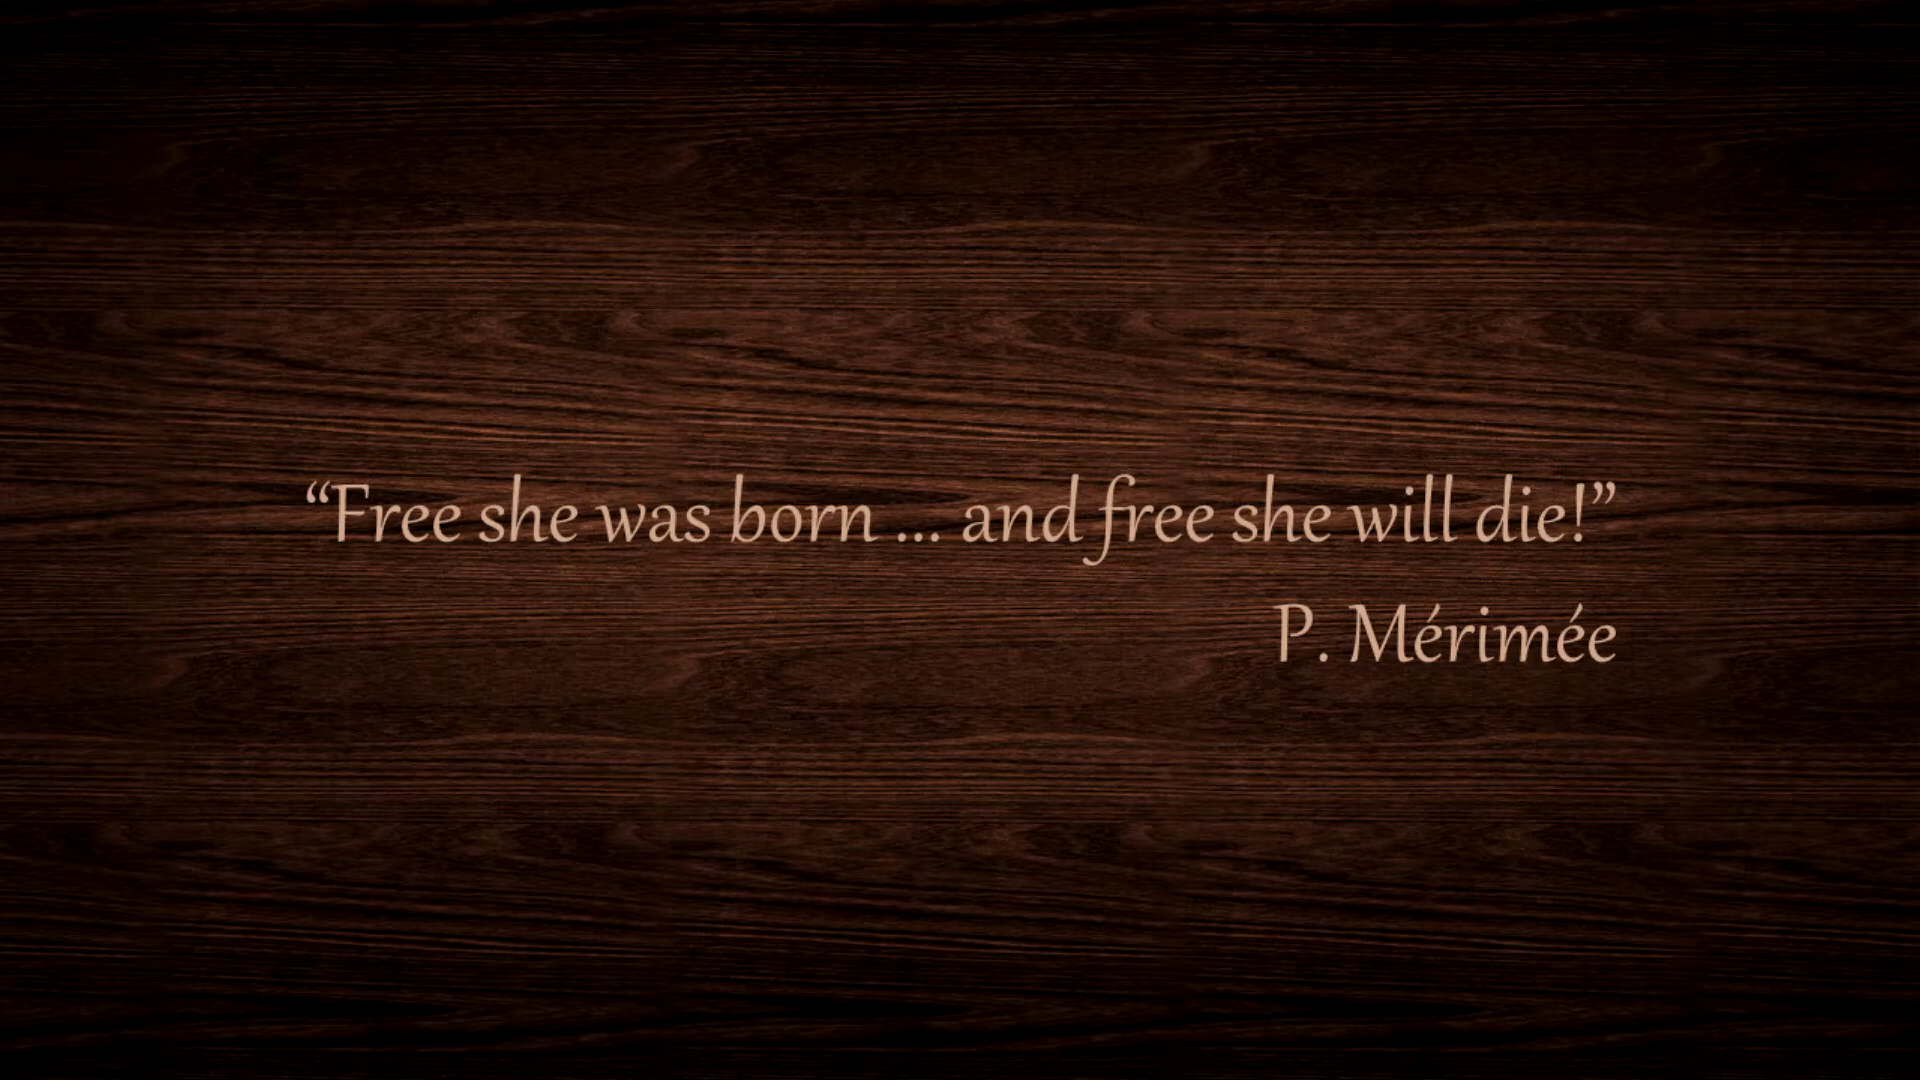 “Free she was born ... and free she will die!”
P. Mérimée